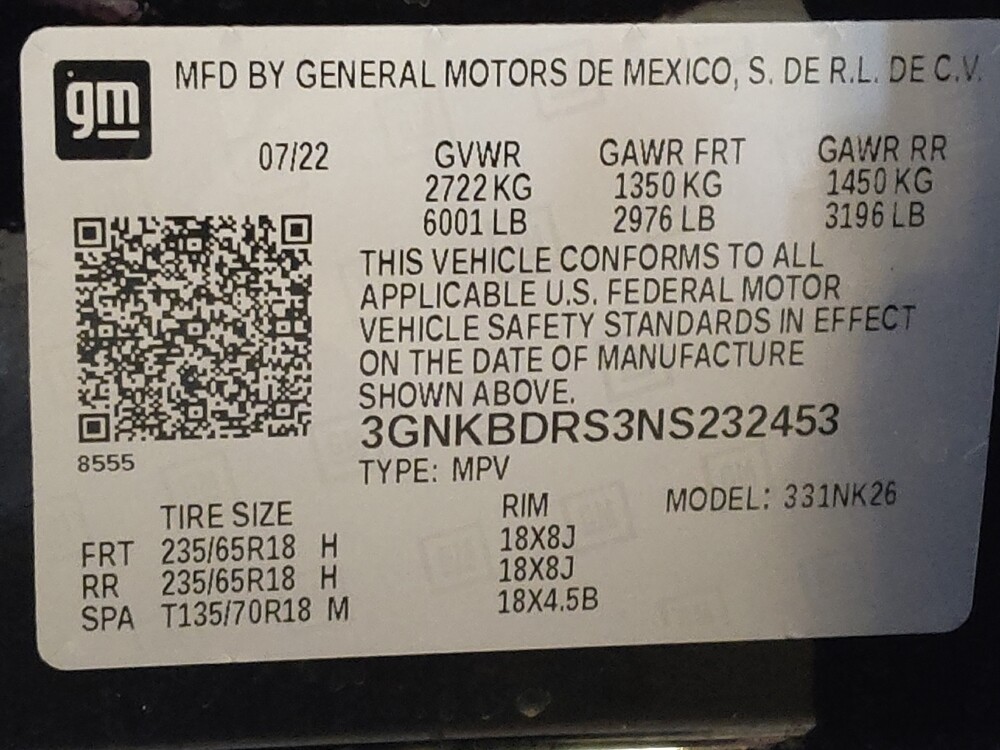 gm
MFD BY GENERAL MOTORS DE MEXICO, S. DE R.L. DE C.V.
07/22 GVWR GAWR FRT GAWR RR
2722 KG 1350 KG 1450 KG
6001 LB 2976 LB 3196 LB
THIS VEHICLE CONFORMS TO ALL
APPLICABLE U.S. FEDERAL MOTOR
VEHICLE SAFETY STANDARDS IN EFFECT
ON THE DATE OF MANUFACTURE
SHOWN ABOVE.
3GNKBDRS3NS232453
8555
TYPE: MPV
MODEL: 331NK26
TIRE SIZE RIM
FRT 235/65R18 H 18X8J
RR 235/65R18 H 18X8J
SPA T135/70R18 M 18X4.5B